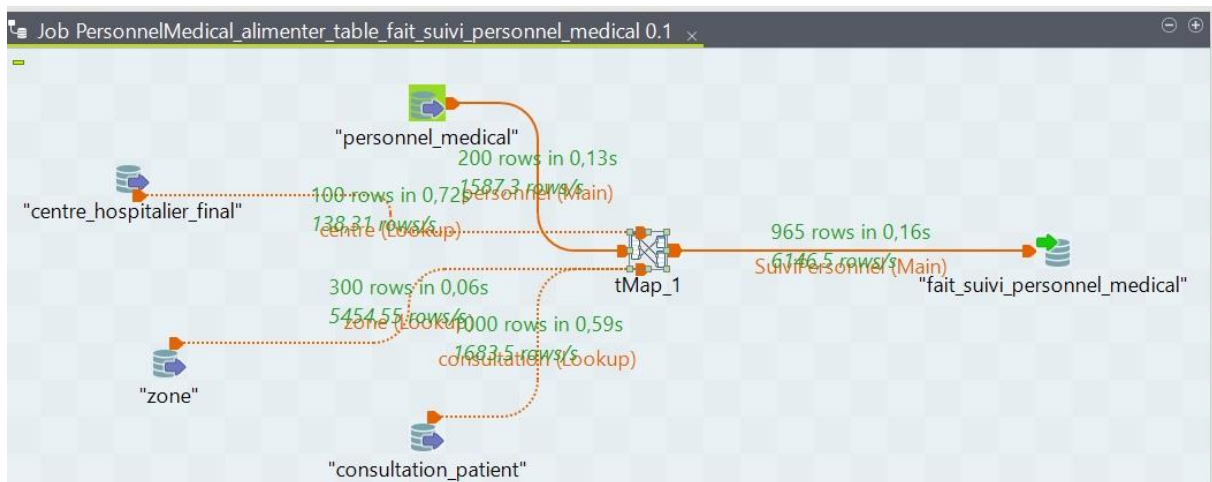 Job PersonnelMedical_alimenter_table_fait_suivi_personnel_medical 0.1
"personnel_medical"
200 rows in 0,13s
1587,3 rows/s
personnel (Main)
"centre_hospitalier_final"
100 rows in 0,72s
138,31 rows/s
centre (Lookup)
965 rows in 0,16s
6146,5 rows/s
SuiviPersonnel (Main)
tMap_1
"fait_suivi_personnel_medical"
300 rows in 0,06s
5454,55 rows/s
zone (Lookup)
1000 rows in 0,59s
1683,5 rows/s
consultation (Lookup)
"zone"
"consultation_patient"